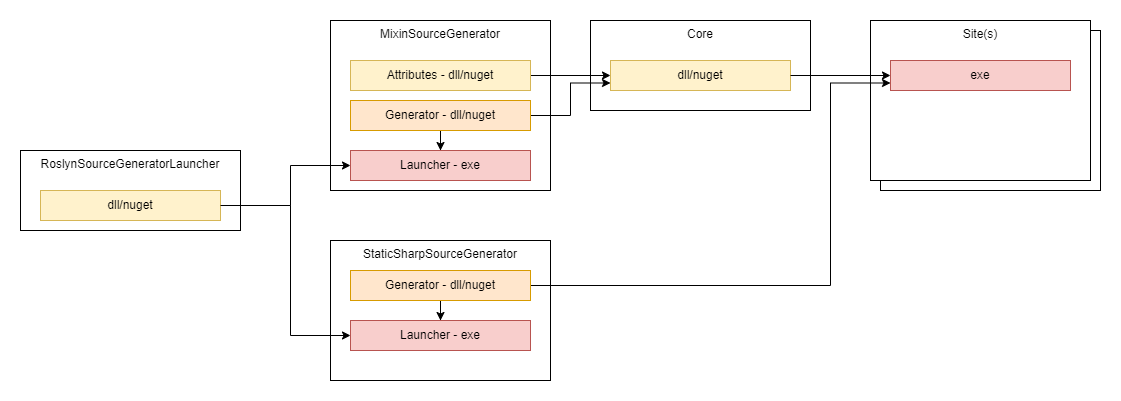 MixinSourceGenerator
Attributes - dll/nuget
Generator - dll/nuget
Launcher - exe
Core
dll/nuget
Site(s)
exe
RoslynSourceGeneratorLauncher
dll/nuget
StaticSharpSourceGenerator
Generator - dll/nuget
Launcher - exe